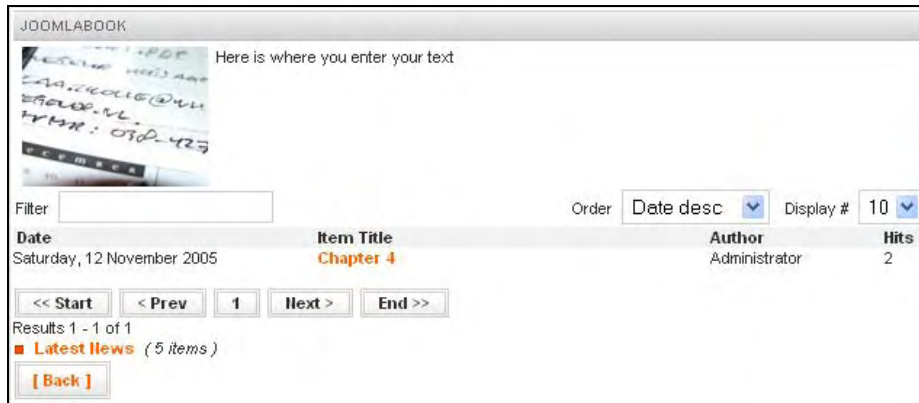 JOOMLABOOK
Here is where you enter your text
Filter Order Date desc Display # 10
Date Item Title Author Hits
Saturday, 12 November 2005 Chapter 4 Administrator 2
<< Start < Prev 1 Next > End >>
Results 1 - 1 of 1
Latest News ( 5 items )
[ Back ]